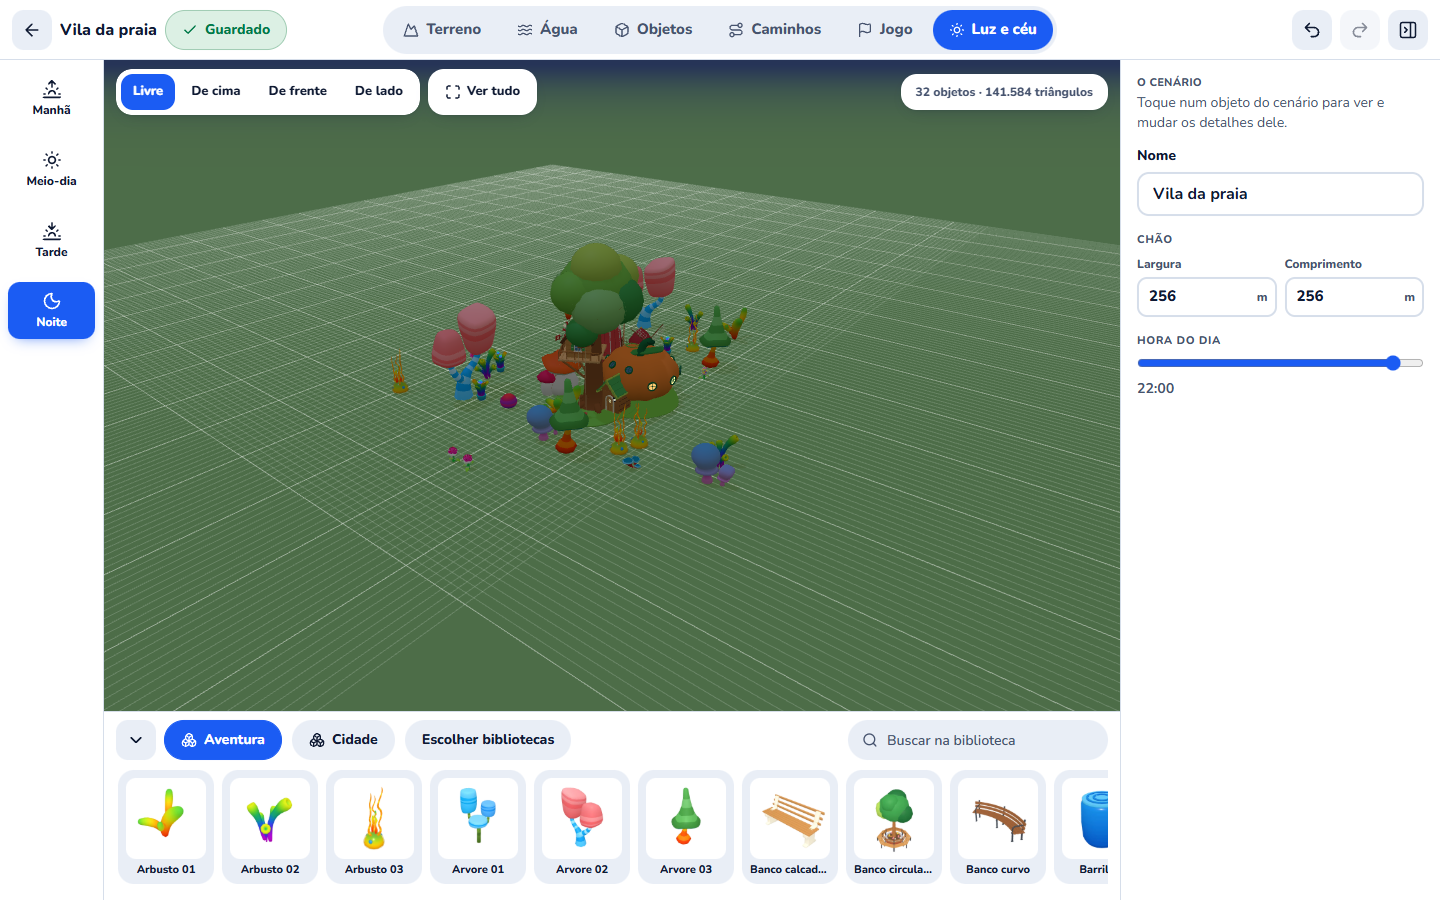 Vila da praia
Guardado
Terreno
Água
Objetos
Caminhos
Jogo
Luz e céu
Manhã
Meio-dia
Tarde
Noite
Livre
De cima
De frente
De lado
Ver tudo
32 objetos · 141.584 triângulos
O CENÁRIO
Toque num objeto do cenário para ver e
mudar os detalhes dele.
Nome
Vila da praia
CHÃO
Largura
Comprimento
256 m
256 m
HORA DO DIA
22:00
Aventura
Cidade
Escolher bibliotecas
Buscar na biblioteca
Arbusto 01
Arbusto 02
Arbusto 03
Arvore 01
Arvore 02
Arvore 03
Banco calcad...
Banco circula...
Banco curvo
Barril